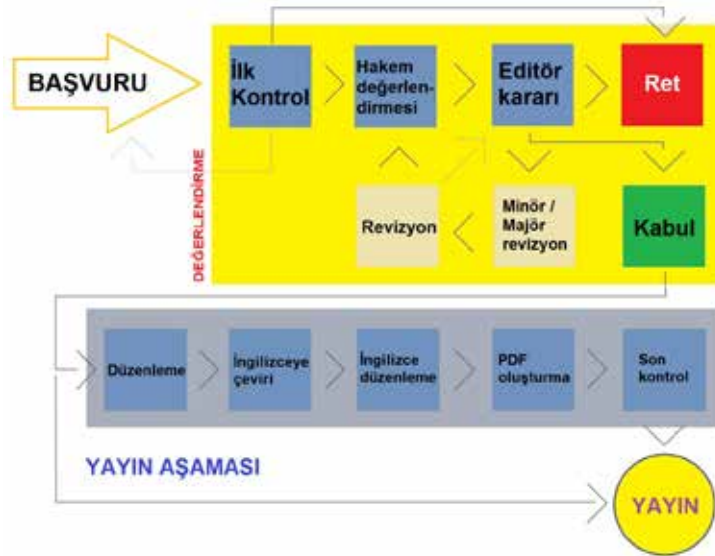 BAŞVURU
İlk
Kontrol
Hakem
değerlen-
dirmesi
Editör
kararı
Ret
DEĞERLENDİRME
Revizyon
Minör /
Majör
revizyon
Kabul
Düzenleme
İngilizceye
çeviri
İngilizce
düzenleme
PDF
oluşturma
Son
kontrol
YAYIN AŞAMASI
YAYIN